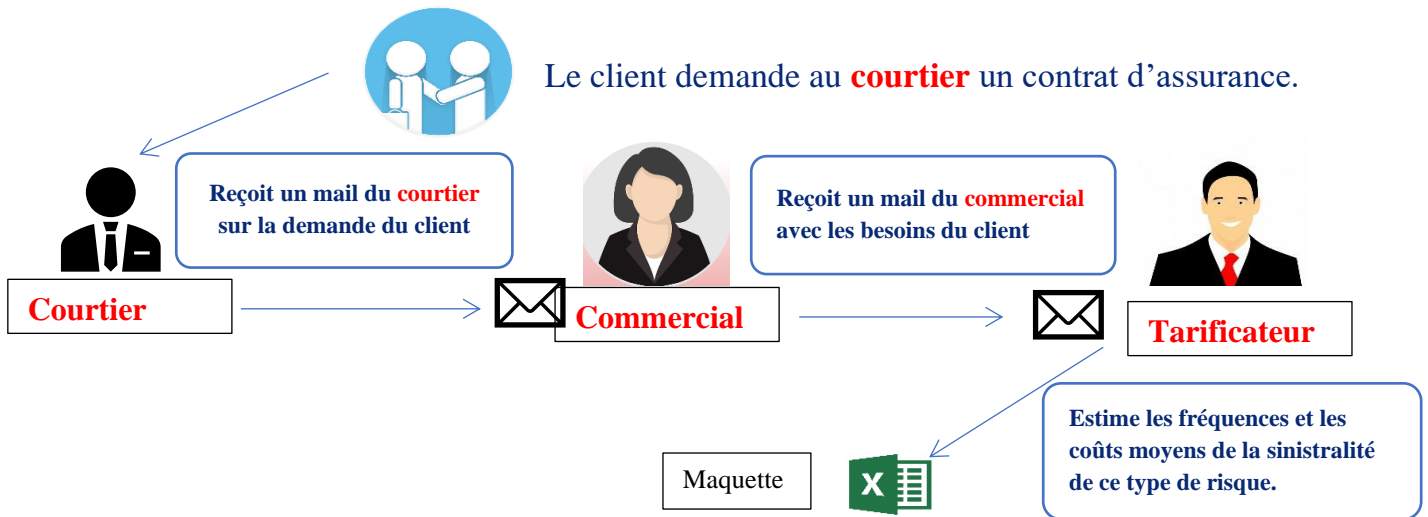 Le client demande au courtier un contrat d’assurance.
Reçoit un mail du courtier
sur la demande du client
Reçoit un mail du commercial
avec les besoins du client
Courtier
Commercial
Tarificateur
Estime les fréquences et les
coûts moyens de la sinistralité
de ce type de risque.
Maquette
X